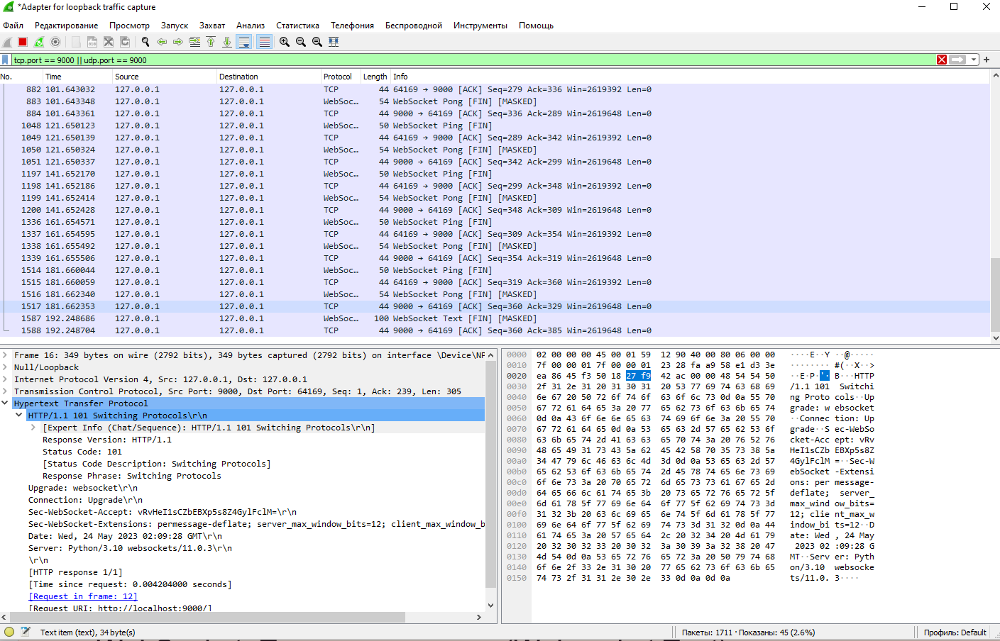 *Adapter for loopback traffic capture
Файл Редактирование Просмотр Запуск Захват Анализ Статистика Телефония Беспроводной Инструменты Помощь
tcp.port == 9000 || udp.port == 9000
No. Time Source Destination Protocol Length Info
882 101.643032 127.0.0.1 127.0.0.1 TCP 44 64169 → 9000 [ACK] Seq=279 Ack=336 Win=2619392 Len=0
883 101.643348 127.0.0.1 127.0.0.1 WebSoc… 54 WebSocket Pong [FIN] [MASKED]
884 101.643361 127.0.0.1 127.0.0.1 TCP 44 9000 → 64169 [ACK] Seq=336 Ack=289 Win=2619648 Len=0
1048 121.650123 127.0.0.1 127.0.0.1 WebSoc… 50 WebSocket Ping [FIN]
1049 121.650139 127.0.0.1 127.0.0.1 TCP 44 64169 → 9000 [ACK] Seq=289 Ack=342 Win=2619392 Len=0
1050 121.650324 127.0.0.1 127.0.0.1 WebSoc… 54 WebSocket Pong [FIN] [MASKED]
1051 121.650337 127.0.0.1 127.0.0.1 TCP 44 9000 → 64169 [ACK] Seq=342 Ack=299 Win=2619648 Len=0
1197 141.652170 127.0.0.1 127.0.0.1 WebSoc… 50 WebSocket Ping [FIN]
1198 141.652186 127.0.0.1 127.0.0.1 TCP 44 64169 → 9000 [ACK] Seq=299 Ack=348 Win=2619392 Len=0
1199 141.652414 127.0.0.1 127.0.0.1 WebSoc… 54 WebSocket Pong [FIN] [MASKED]
1200 141.652428 127.0.0.1 127.0.0.1 TCP 44 9000 → 64169 [ACK] Seq=348 Ack=309 Win=2619648 Len=0
1336 161.654571 127.0.0.1 127.0.0.1 WebSoc… 50 WebSocket Ping [FIN]
1337 161.654595 127.0.0.1 127.0.0.1 TCP 44 64169 → 9000 [ACK] Seq=309 Ack=354 Win=2619392 Len=0
1338 161.655492 127.0.0.1 127.0.0.1 WebSoc… 54 WebSocket Pong [FIN] [MASKED]
1339 161.655506 127.0.0.1 127.0.0.1 TCP 44 9000 → 64169 [ACK] Seq=354 Ack=319 Win=2619648 Len=0
1514 181.660044 127.0.0.1 127.0.0.1 WebSoc… 50 WebSocket Ping [FIN]
1515 181.660059 127.0.0.1 127.0.0.1 TCP 44 64169 → 9000 [ACK] Seq=319 Ack=360 Win=2619392 Len=0
1516 181.662340 127.0.0.1 127.0.0.1 WebSoc… 54 WebSocket Pong [FIN] [MASKED]
1517 181.662353 127.0.0.1 127.0.0.1 TCP 44 9000 → 64169 [ACK] Seq=360 Ack=329 Win=2619648 Len=0
1587 192.248686 127.0.0.1 127.0.0.1 WebSoc… 100 WebSocket Text [FIN] [MASKED]
1588 192.248704 127.0.0.1 127.0.0.1 TCP 44 9000 → 64169 [ACK] Seq=360 Ack=385 Win=2619648 Len=0
Frame 16: 349 bytes on wire (2792 bits), 349 bytes captured (2792 bits) on interface \Device\NP
Null/Loopback
Internet Protocol Version 4, Src: 127.0.0.1, Dst: 127.0.0.1
Transmission Control Protocol, Src Port: 9000, Dst Port: 64169, Seq: 1, Ack: 239, Len: 305
Hypertext Transfer Protocol
HTTP/1.1 101 Switching Protocols\r\n
[Expert Info (Chat/Sequence): HTTP/1.1 101 Switching Protocols\r\n]
Response Version: HTTP/1.1
Status Code: 101
[Status Code Description: Switching Protocols]
Response Phrase: Switching Protocols
Upgrade: websocket\r\n
Connection: Upgrade\r\n
Sec-WebSocket-Accept: vRvHeI1sCZbEBXp5s8Z4GylFclM=\r\n
Sec-WebSocket-Extensions: permessage-deflate; server_max_window_bits=12; client_max_window_b
Date: Wed, 24 May 2023 02:09:28 GMT\r\n
Server: Python/3.10 websockets/11.0.3\r\n
\r\n
[HTTP response 1/1]
[Time since request: 0.004204000 seconds]
[Request in frame: 12]
[Request URI: http://localhost:9000/]
0000 02 00 00 00 45 00 01 59 12 90 40 00 80 06 00 00 ····E··Y ··@·····
0010 7f 00 00 01 7f 00 00 01 23 28 fa a9 58 e1 d3 3e ········ #(··X··>
0020 ea 86 45 f3 50 18 27 f9 42 ac 00 00 48 54 54 50 ··E·P·'· B···HTTP
0030 2f 31 2e 31 20 31 30 31 20 53 77 69 74 63 68 69 /1.1 101 Switchi
0040 6e 67 20 50 72 6f 74 6f 63 6f 6c 73 0d 0a 55 70 ng Proto cols··Up
0050 67 72 61 64 65 3a 20 77 65 62 73 6f 63 6b 65 74 grade: w ebsocket
0060 0d 0a 43 6f 6e 6e 65 63 74 69 6f 6e 3a 20 55 70 ··Connec tion: Up
0070 67 72 61 64 65 0d 0a 53 65 63 2d 57 65 62 53 6f grade··S ec-WebSo
0080 63 6b 65 74 2d 41 63 63 65 70 74 3a 20 76 52 76 cket-Acc ept: vRv
0090 48 65 49 31 73 43 5a 62 45 42 58 70 35 73 38 5a HeI1sCZb EBXp5s8Z
00a0 34 47 79 6c 46 63 6c 4d 3d 0d 0a 53 65 63 2d 57 4GylFclM =··Sec-W
00b0 65 62 53 6f 63 6b 65 74 2d 45 78 74 65 6e 73 69 ebSocket -Extensi
00c0 6f 6e 73 3a 20 70 65 72 6d 65 73 73 61 67 65 2d ons: per message-
00d0 64 65 66 6c 61 74 65 3b 20 73 65 72 76 65 72 5f deflate; server_
00e0 6d 61 78 5f 77 69 6e 64 6f 77 5f 62 69 74 73 3d max_wind ow_bits=
00f0 31 32 3b 20 63 6c 69 65 6e 74 5f 6d 61 78 5f 77 12; clie nt_max_w
0100 69 6e 64 6f 77 5f 62 69 74 73 3d 31 32 0d 0a 44 indow_bi ts=12··D
0110 61 74 65 3a 20 57 65 64 2c 20 32 34 20 4d 61 79 ate: Wed , 24 May
0120 20 32 30 32 33 20 30 32 3a 30 39 3a 32 38 20 47 2023 02 :09:28 G
0130 4d 54 0d 0a 53 65 72 76 65 72 3a 20 50 79 74 68 MT··Serv er: Pyth
0140 6f 6e 2f 33 2e 31 30 20 77 65 62 73 6f 63 6b 65 on/3.10 websocke
0150 74 73 2f 31 31 2e 30 2e 33 0d 0a 0d 0a ts/11.0. 3····
Text item (text), 34 byte(s) Пакеты: 1711 · Показаны: 45 (2.6%) Профиль: Default